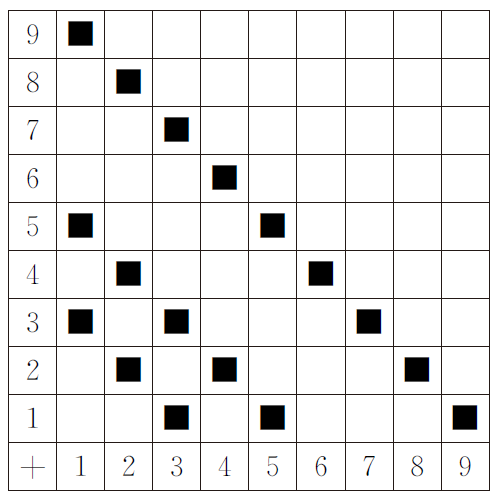 9 ■
8 ■
7 ■
6 ■
5 ■ ■
4 ■ ■
3 ■ ■ ■
2 ■ ■ ■
1 ■ ■ ■
+ 1 2 3 4 5 6 7 8 9